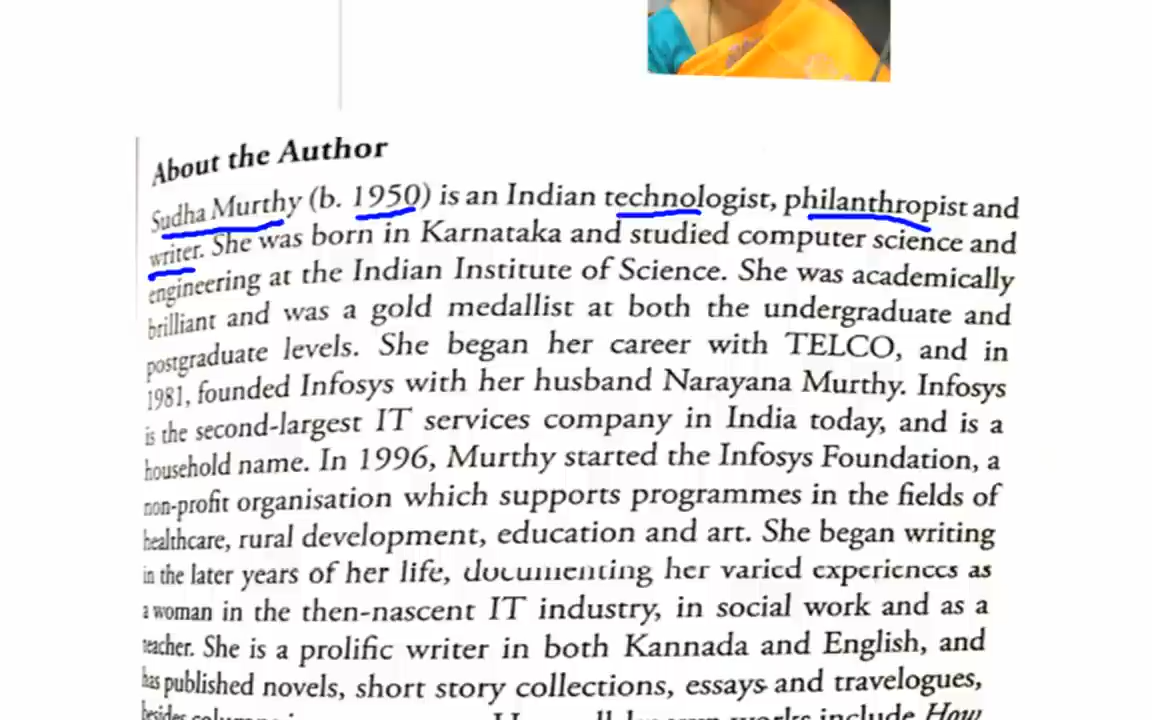 About the Author
Sudha Murthy (b. 1950) is an Indian technologist, philanthropist and
writer. She was born in Karnataka and studied computer science and
engineering at the Indian Institute of Science. She was academically
brilliant and was a gold medallist at both the undergraduate and
postgraduate levels. She began her career with TELCO, and in
1981, founded Infosys with her husband Narayana Murthy. Infosys
is the second-largest IT services company in India today, and is a
household name. In 1996, Murthy started the Infosys Foundation, a
non-profit organisation which supports programmes in the fields of
healthcare, rural development, education and art. She began writing
in the later years of her life, documenting her varied experiences as
a woman in the then-nascent IT industry, in social work and as a
teacher. She is a prolific writer in both Kannada and English, and
has published novels, short story collections, essays and travelogues,
besides works include How